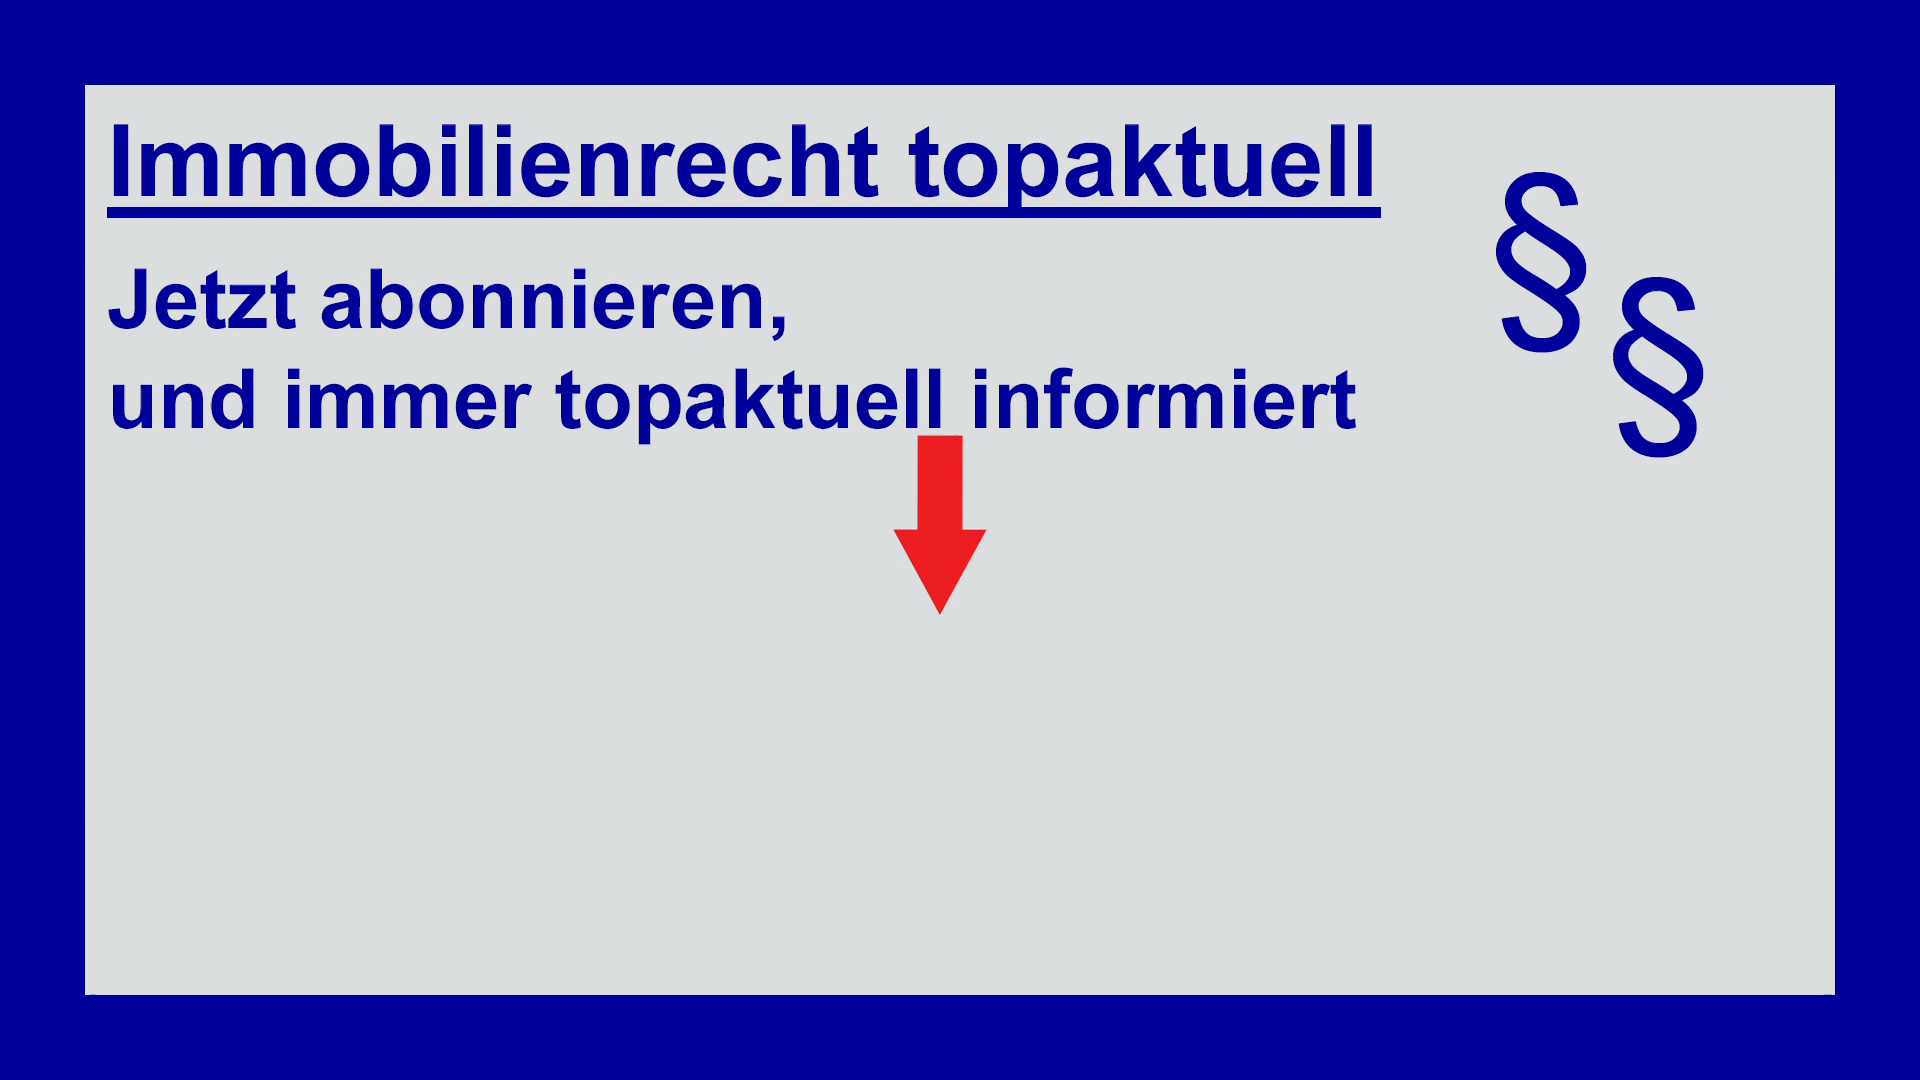 Immobilienrecht topaktuell
§
Jetzt abonnieren,
§
und immer topaktuell informiert